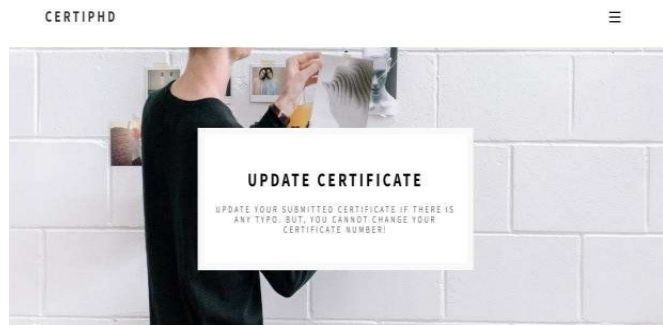 CERTIPHD
UPDATE CERTIFICATE
UPDATE YOUR SUBMITTED CERTIFICATE IF THERE IS
ANY TYPO. BUT, YOU CANNOT CHANGE YOUR
CERTIFICATE NUMBER!